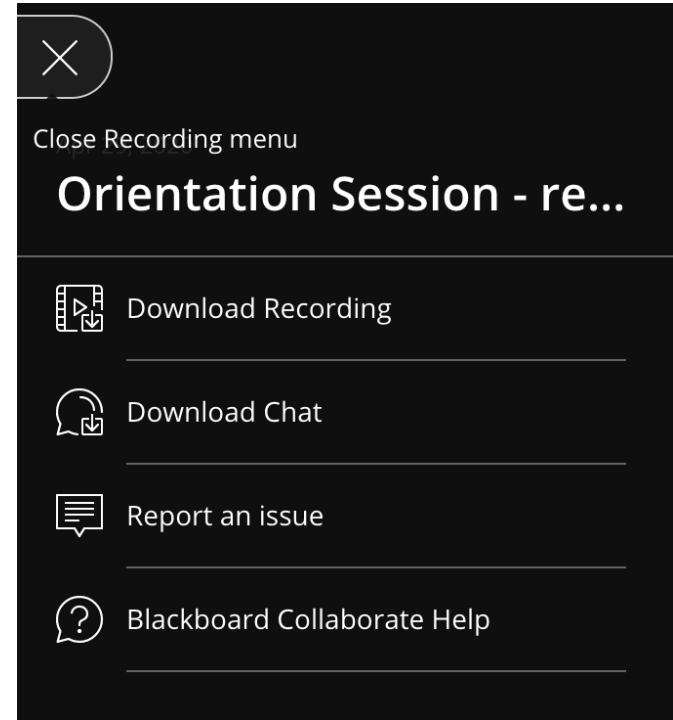 Close Recording menu
Orientation Session - re...
Download Recording
Download Chat
Report an issue
Blackboard Collaborate Help